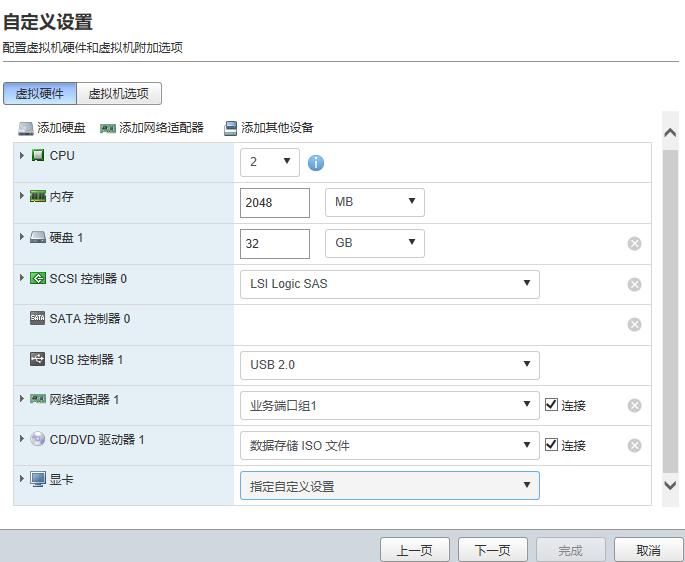 自定义设置
配置虚拟机硬件和虚拟机附加选项
虚拟硬件 虚拟机选项
添加硬盘 添加网络适配器 添加其他设备
CPU 2
内存 2048 MB
硬盘 1 32 GB
SCSI 控制器 0 LSI Logic SAS
SATA SATA 控制器 0
USB 控制器 1 USB 2.0
网络适配器 1 业务端口组1 连接
CD/DVD 驱动器 1 数据存储 ISO 文件 连接
显卡 指定自定义设置
上一页 下一页 完成 取消